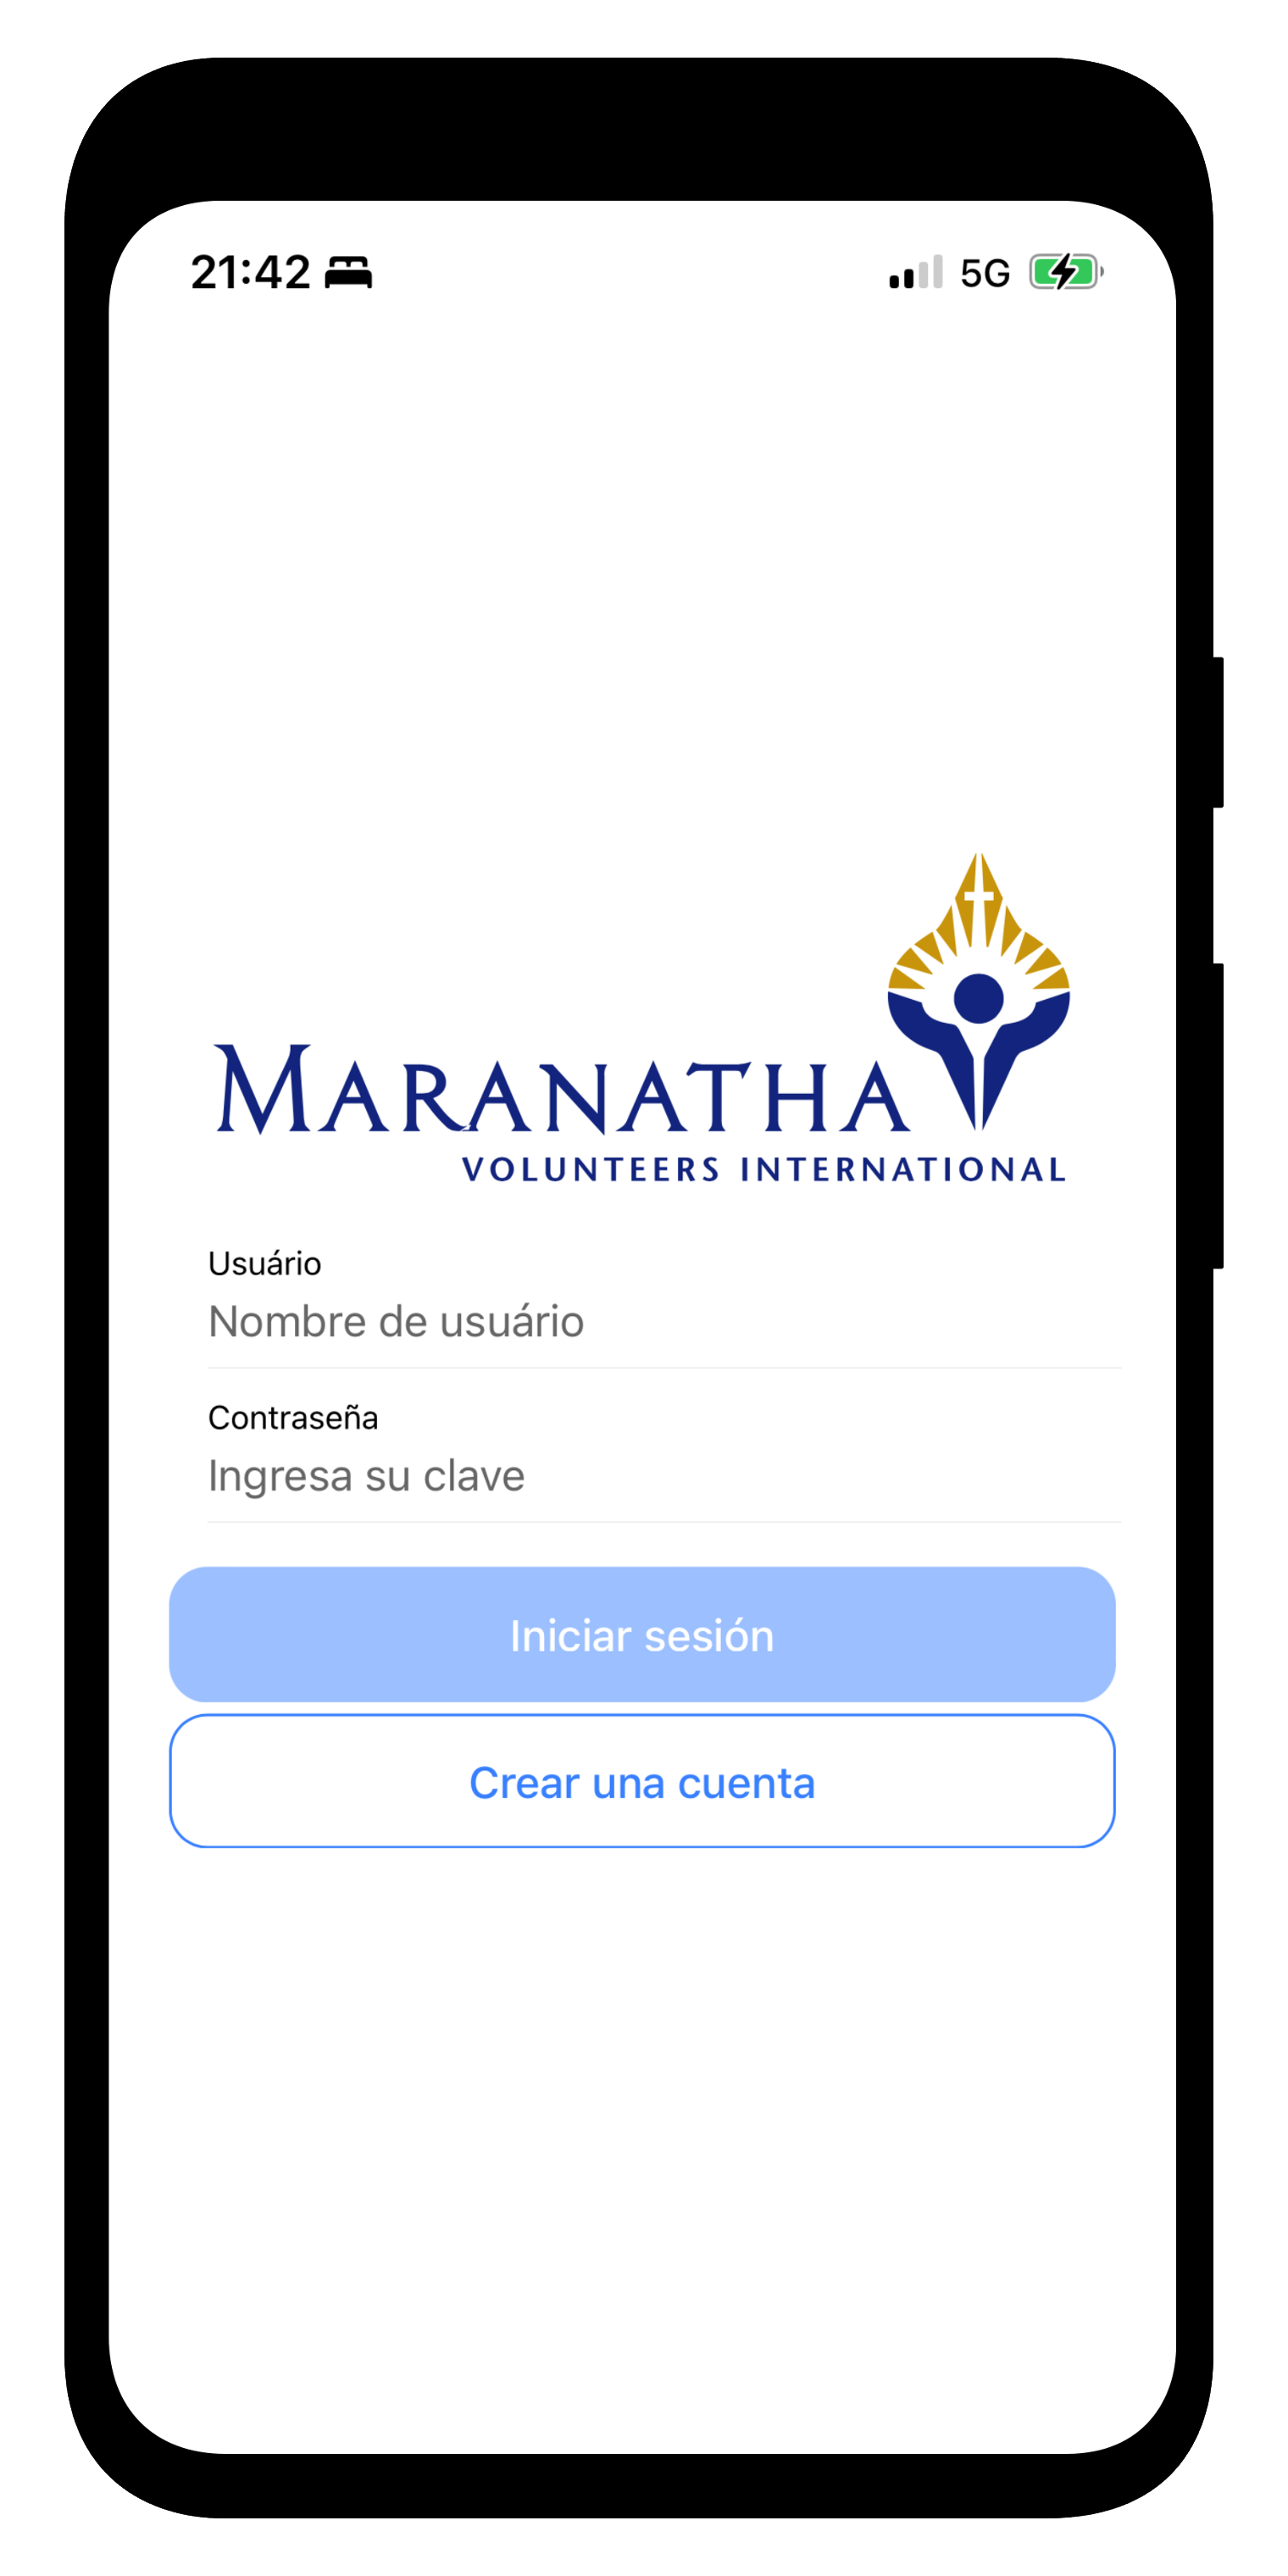 21:42 5G
MARANATHA
VOLUNTEERS INTERNATIONAL
Usuário
Nombre de usuário
Contraseña
Ingresa su clave
Iniciar sesión
Crear una cuenta